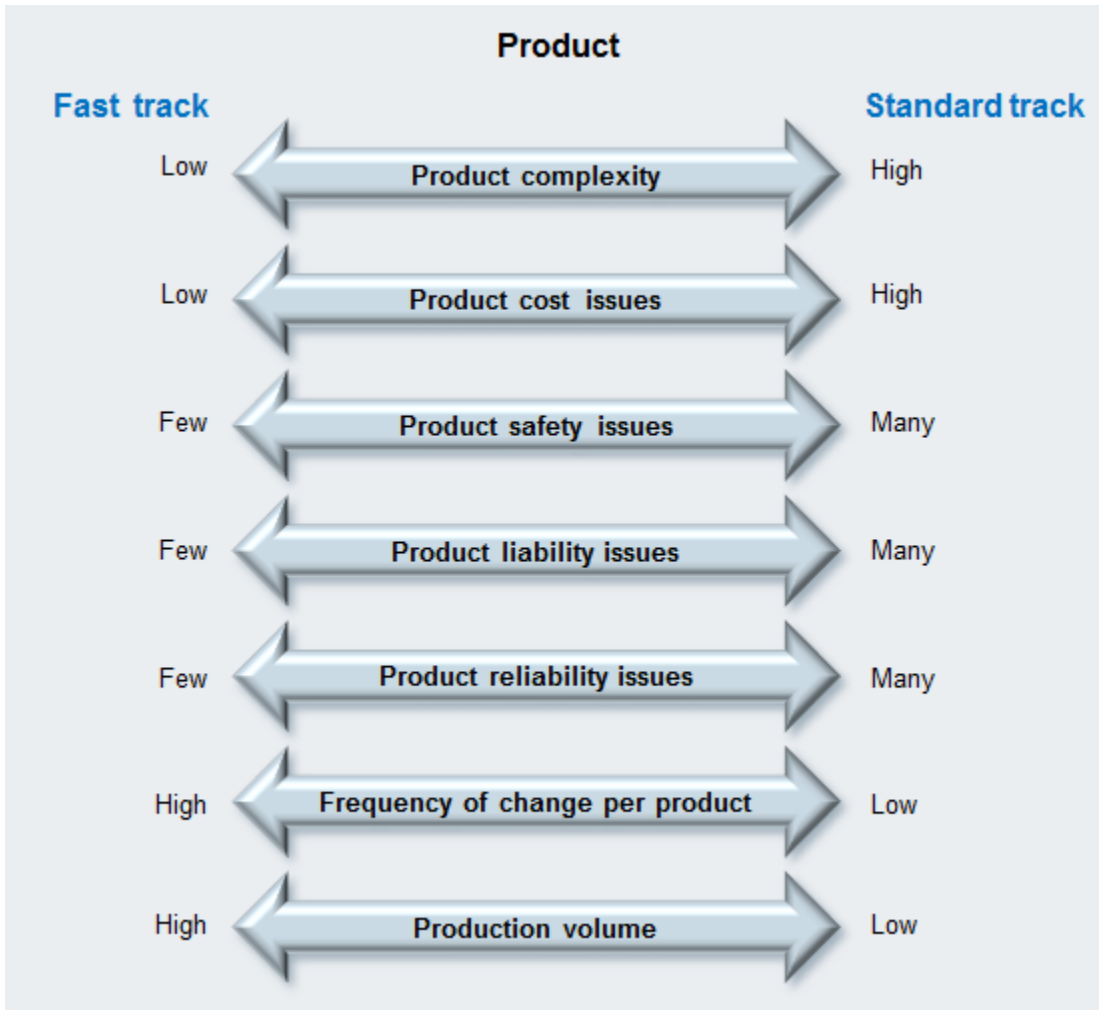 Product
Fast track
Standard track
Low
Product complexity
High
Low
Product cost issues
High
Few
Product safety issues
Many
Few
Product liability issues
Many
Few
Product reliability issues
Many
High
Frequency of change per product
Low
High
Production volume
Low